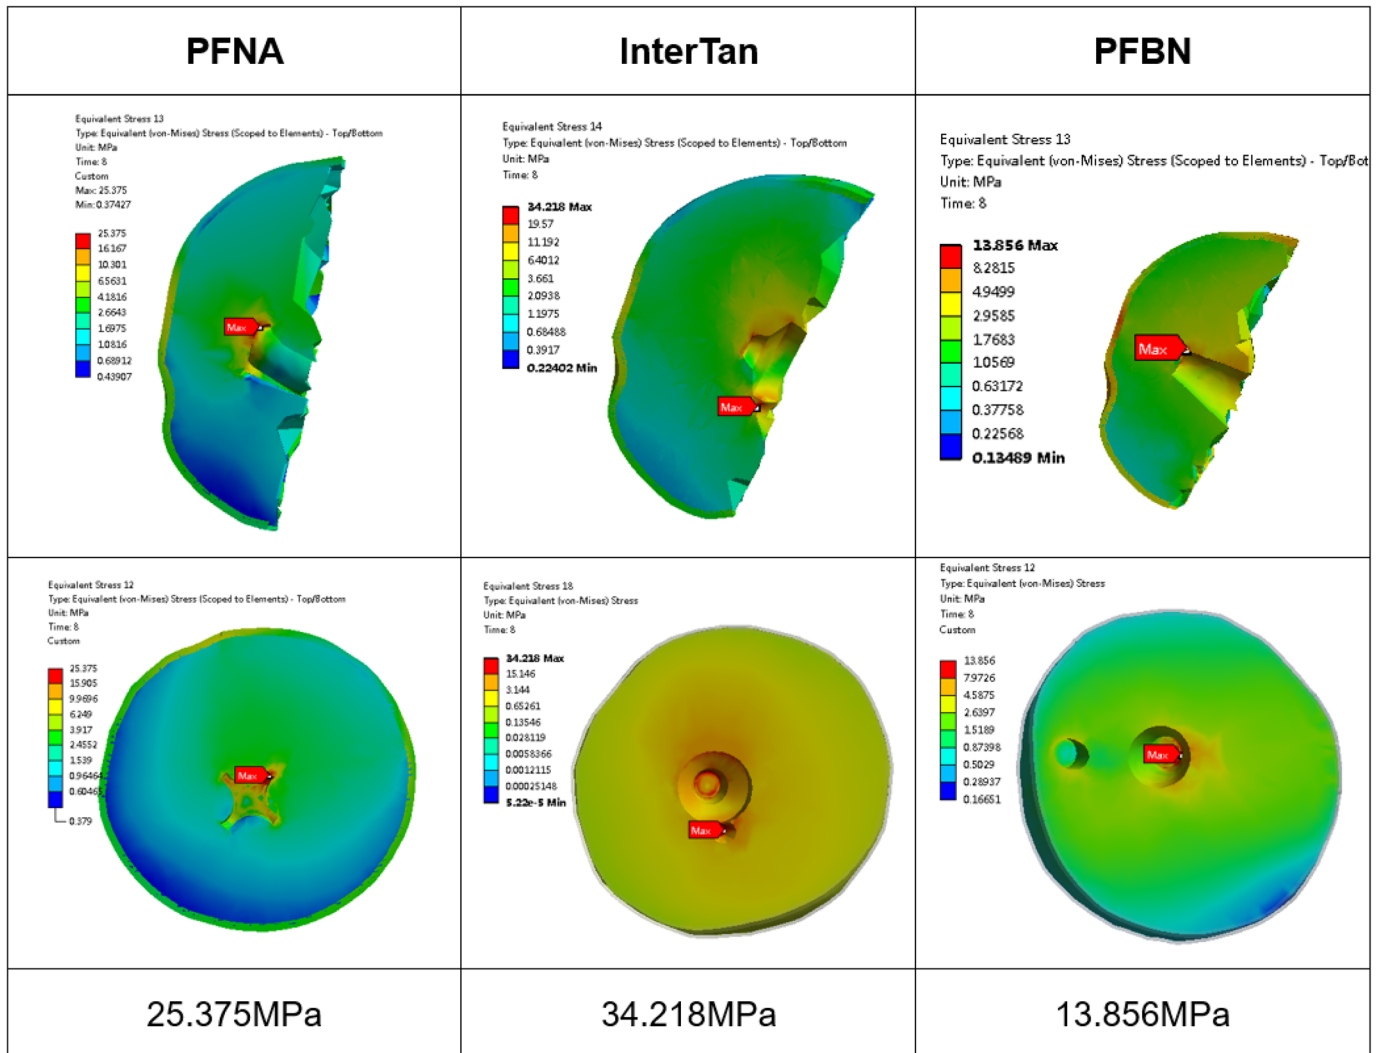 PFNA
InterTan
PFBN
Equivalent Stress 13
Type: Equivalent (von-Mises) Stress (Scoped to Elements) - Top/Bottom
Unit: MPa
Time: 8
Custom
Max: 25.375
Min: 0.37427
25.375
16.167
10.301
6.5631
4.1816
2.6643
1.6975
1.0816
0.68912
0.43907
Max
Equivalent Stress 14
Type: Equivalent (von-Mises) Stress (Scoped to Elements) - Top/Bottom
Unit: MPa
Time: 8
34.218 Max
19.57
11.192
6.4012
3.661
2.0938
1.1975
0.68488
0.3917
0.22402 Min
Max
Equivalent Stress 13
Type: Equivalent (von-Mises) Stress (Scoped to Elements) - Top/Bot
Unit: MPa
Time: 8
13.856 Max
8.2815
4.9499
2.9585
1.7683
1.0569
0.63172
0.37758
0.22568
0.13489 Min
Max
Equivalent Stress 12
Type: Equivalent (von-Mises) Stress (Scoped to Elements) - Top/Bottom
Unit: MPa
Time: 8
Custom
25.375
15.905
9.9696
6.249
3.917
2.4552
1.539
0.96464
0.60465
0.379
Max
Equivalent Stress 18
Type: Equivalent (von-Mises) Stress
Unit: MPa
Time: 8
34.218 Max
15.146
3.144
0.65261
0.13546
0.028119
0.0058366
0.0012115
0.00025148
5.22e-5 Min
Max
Equivalent Stress 12
Type: Equivalent (von-Mises) Stress
Unit: MPa
Time: 8
Custom
13.856
7.9726
4.5875
2.6397
1.5189
0.87398
0.5029
0.28937
0.16651
Max
25.375MPa
34.218MPa
13.856MPa